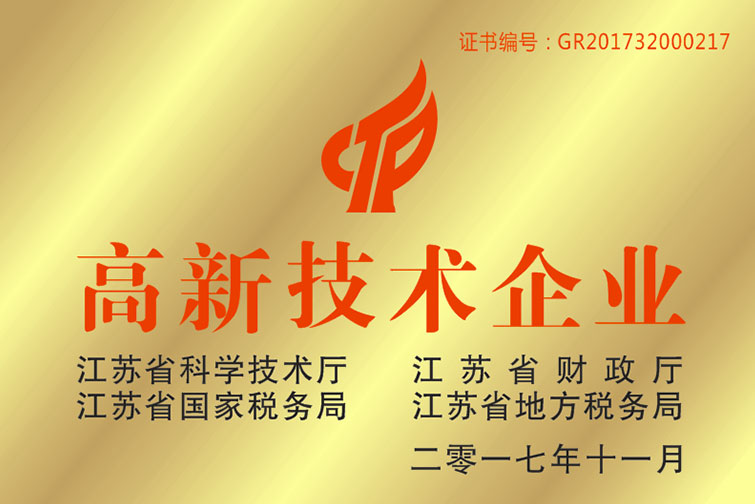 证书编号：GR201732000217
高新技术企业
江苏省科学技术厅 江苏省财政厅
江苏省国家税务局 江苏省地方税务局
二零一七年十一月